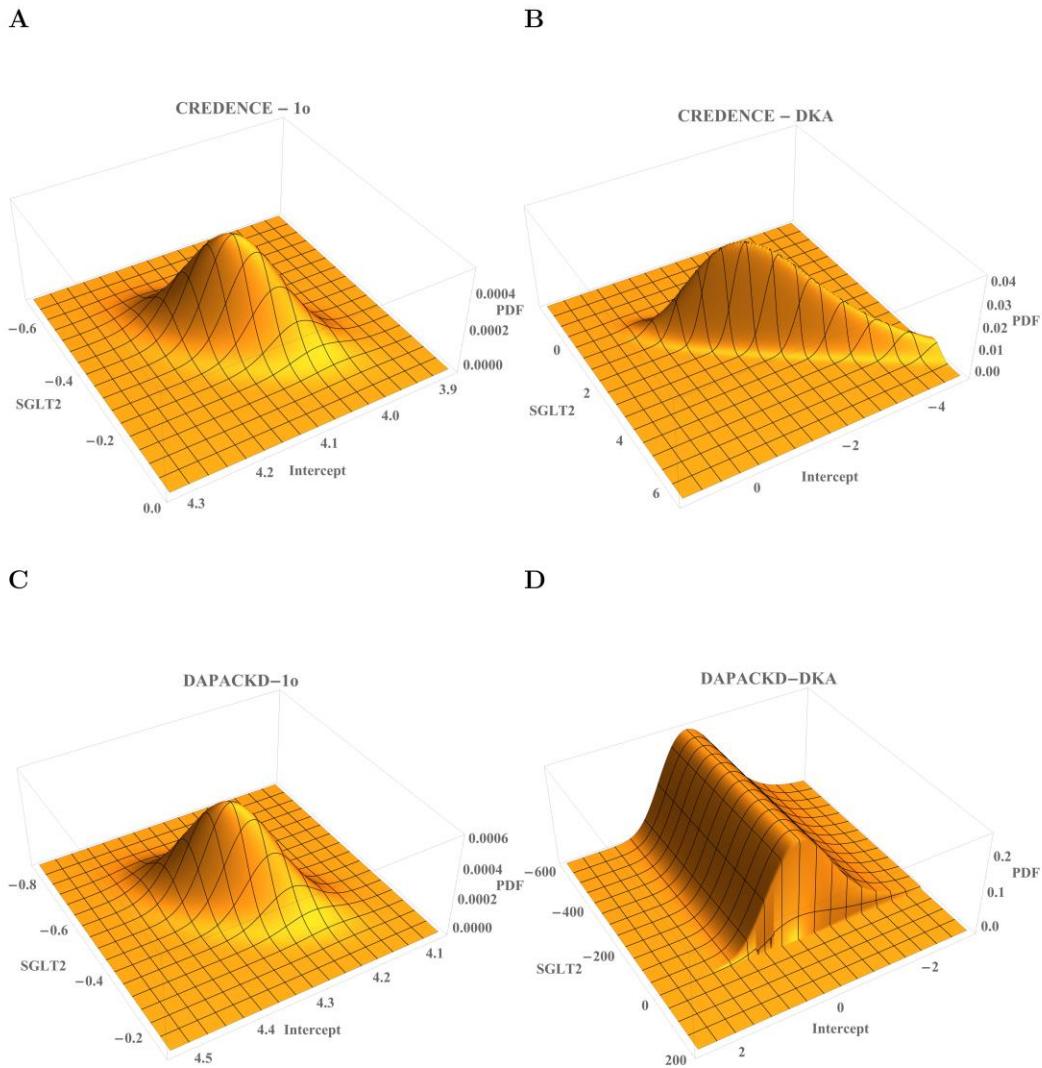 A
CREDENCE – 1o
−0.6
−0.4
SGLT2
−0.2
0.0
4.3
4.2
Intercept
4.1
4.0
3.9
0.0004
PDF
0.0002
0.0000
B
CREDENCE – DKA
0
2
SGLT2
4
6
0
Intercept
−2
−4
0.04
0.03
PDF
0.02
0.01
0.00
C
DAPACKD−1o
−0.8
−0.6
SGLT2
−0.4
−0.2
4.5
4.4
Intercept
4.3
4.2
4.1
0.0006
0.0004
PDF
0.0002
0.0000
D
DAPACKD−DKA
−600
−400
SGLT2
−200
0
200
2
Intercept
0
−2
0.2
PDF
0.1
0.0